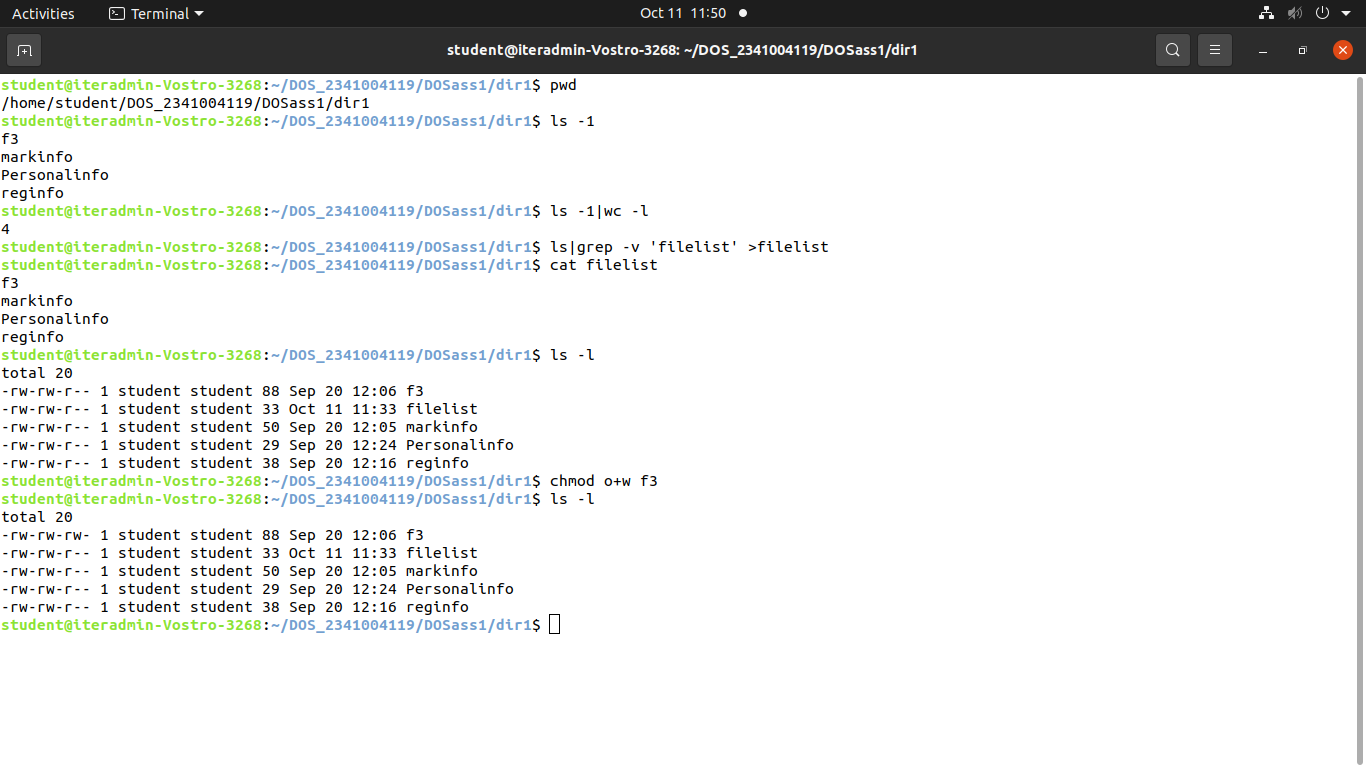 Activities Terminal Oct 11 11:50
student@iteradmin-Vostro-3268: ~/DOS_2341004119/DOSass1/dir1
student@iteradmin-Vostro-3268:~/DOS_2341004119/DOSass1/dir1$ pwd
/home/student/DOS_2341004119/DOSass1/dir1
student@iteradmin-Vostro-3268:~/DOS_2341004119/DOSass1/dir1$ ls -1
f3
markinfo
Personalinfo
reginfo
student@iteradmin-Vostro-3268:~/DOS_2341004119/DOSass1/dir1$ ls -1|wc -l
4
student@iteradmin-Vostro-3268:~/DOS_2341004119/DOSass1/dir1$ ls|grep -v 'filelist' >filelist
student@iteradmin-Vostro-3268:~/DOS_2341004119/DOSass1/dir1$ cat filelist
f3
markinfo
Personalinfo
reginfo
student@iteradmin-Vostro-3268:~/DOS_2341004119/DOSass1/dir1$ ls -l
total 20
-rw-rw-r-- 1 student student 88 Sep 20 12:06 f3
-rw-rw-r-- 1 student student 33 Oct 11 11:33 filelist
-rw-rw-r-- 1 student student 50 Sep 20 12:05 markinfo
-rw-rw-r-- 1 student student 29 Sep 20 12:24 Personalinfo
-rw-rw-r-- 1 student student 38 Sep 20 12:16 reginfo
student@iteradmin-Vostro-3268:~/DOS_2341004119/DOSass1/dir1$ chmod o+w f3
student@iteradmin-Vostro-3268:~/DOS_2341004119/DOSass1/dir1$ ls -l
total 20
-rw-rw-rw- 1 student student 88 Sep 20 12:06 f3
-rw-rw-r-- 1 student student 33 Oct 11 11:33 filelist
-rw-rw-r-- 1 student student 50 Sep 20 12:05 markinfo
-rw-rw-r-- 1 student student 29 Sep 20 12:24 Personalinfo
-rw-rw-r-- 1 student student 38 Sep 20 12:16 reginfo
student@iteradmin-Vostro-3268:~/DOS_2341004119/DOSass1/dir1$